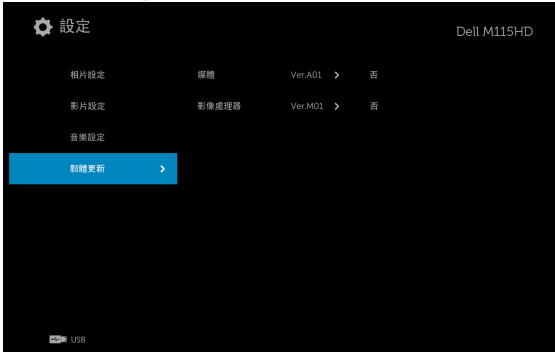 設定
Dell M115HD
相片設定
媒體 Ver.A01 > 否
影片設定
影像處理器 Ver.M01 > 否
音樂設定
韌體更新 >
USB